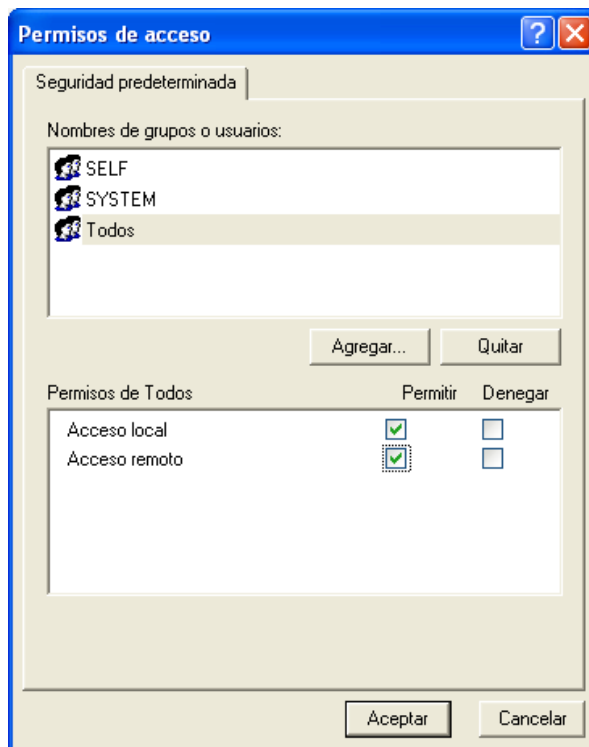 Permisos de acceso
Seguridad predeterminada
Nombres de grupos o usuarios:
SELF
SYSTEM
Todos
Agregar... Quitar
Permisos de Todos Permitir Denegar
Acceso local
Acceso remoto
Aceptar Cancelar